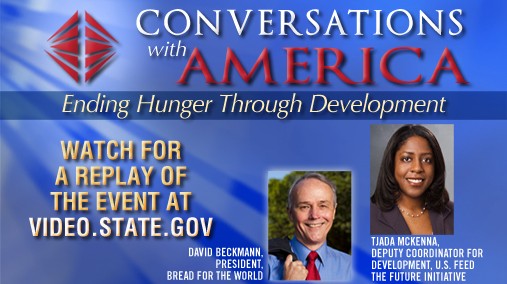 CONVERSATIONS
with
AMERICA
Ending Hunger Through Development
WATCH FOR
A REPLAY OF
THE EVENT AT
VIDEO.STATE.GOV
DAVID BECKMANN,
PRESIDENT,
BREAD FOR THE WORLD
TJADA MCKENNA,
DEPUTY COORDINATOR FOR
DEVELOPMENT, U.S. FEED
THE FUTURE INITIATIVE